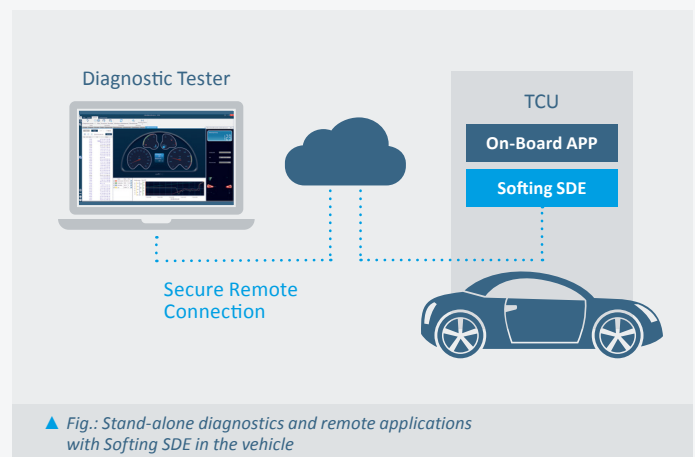 Diagnostic Tester
TCU
On-Board APP
Softing SDE
Secure Remote
Connection
▲ Fig.: Stand-alone diagnostics and remote applications
with Softing SDE in the vehicle